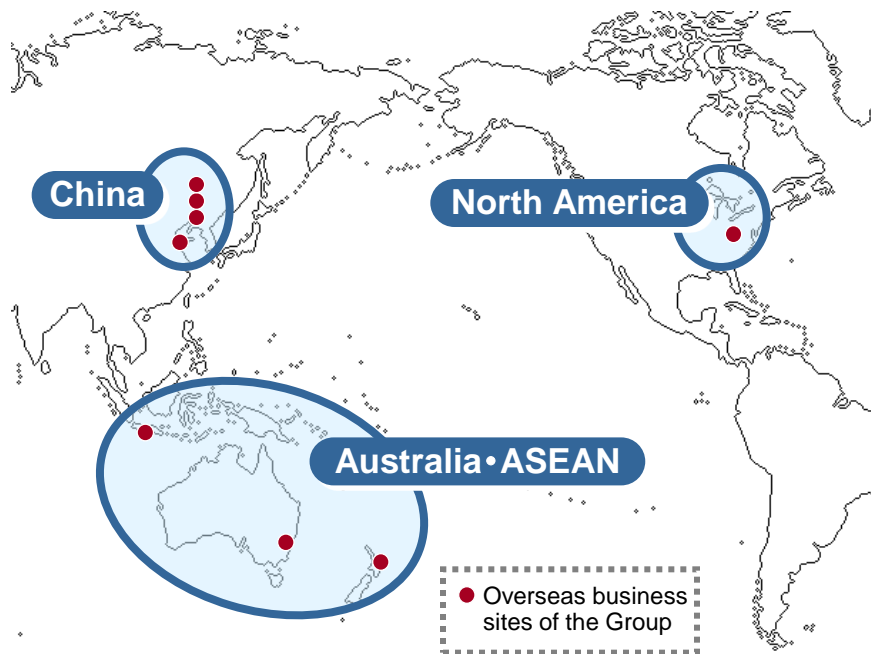 China
North America
Australia・ASEAN
Overseas business
sites of the Group